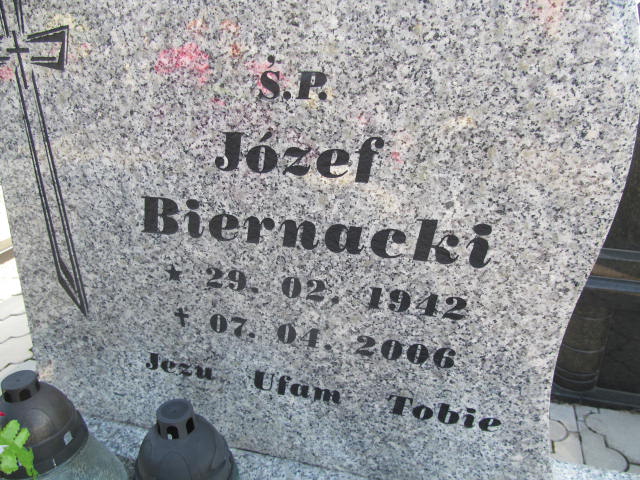 Ś.P.
Józef
Biernacki
★ 29. 02. 1942
✝ 07. 04. 2006
Jezu Ufam Tobie